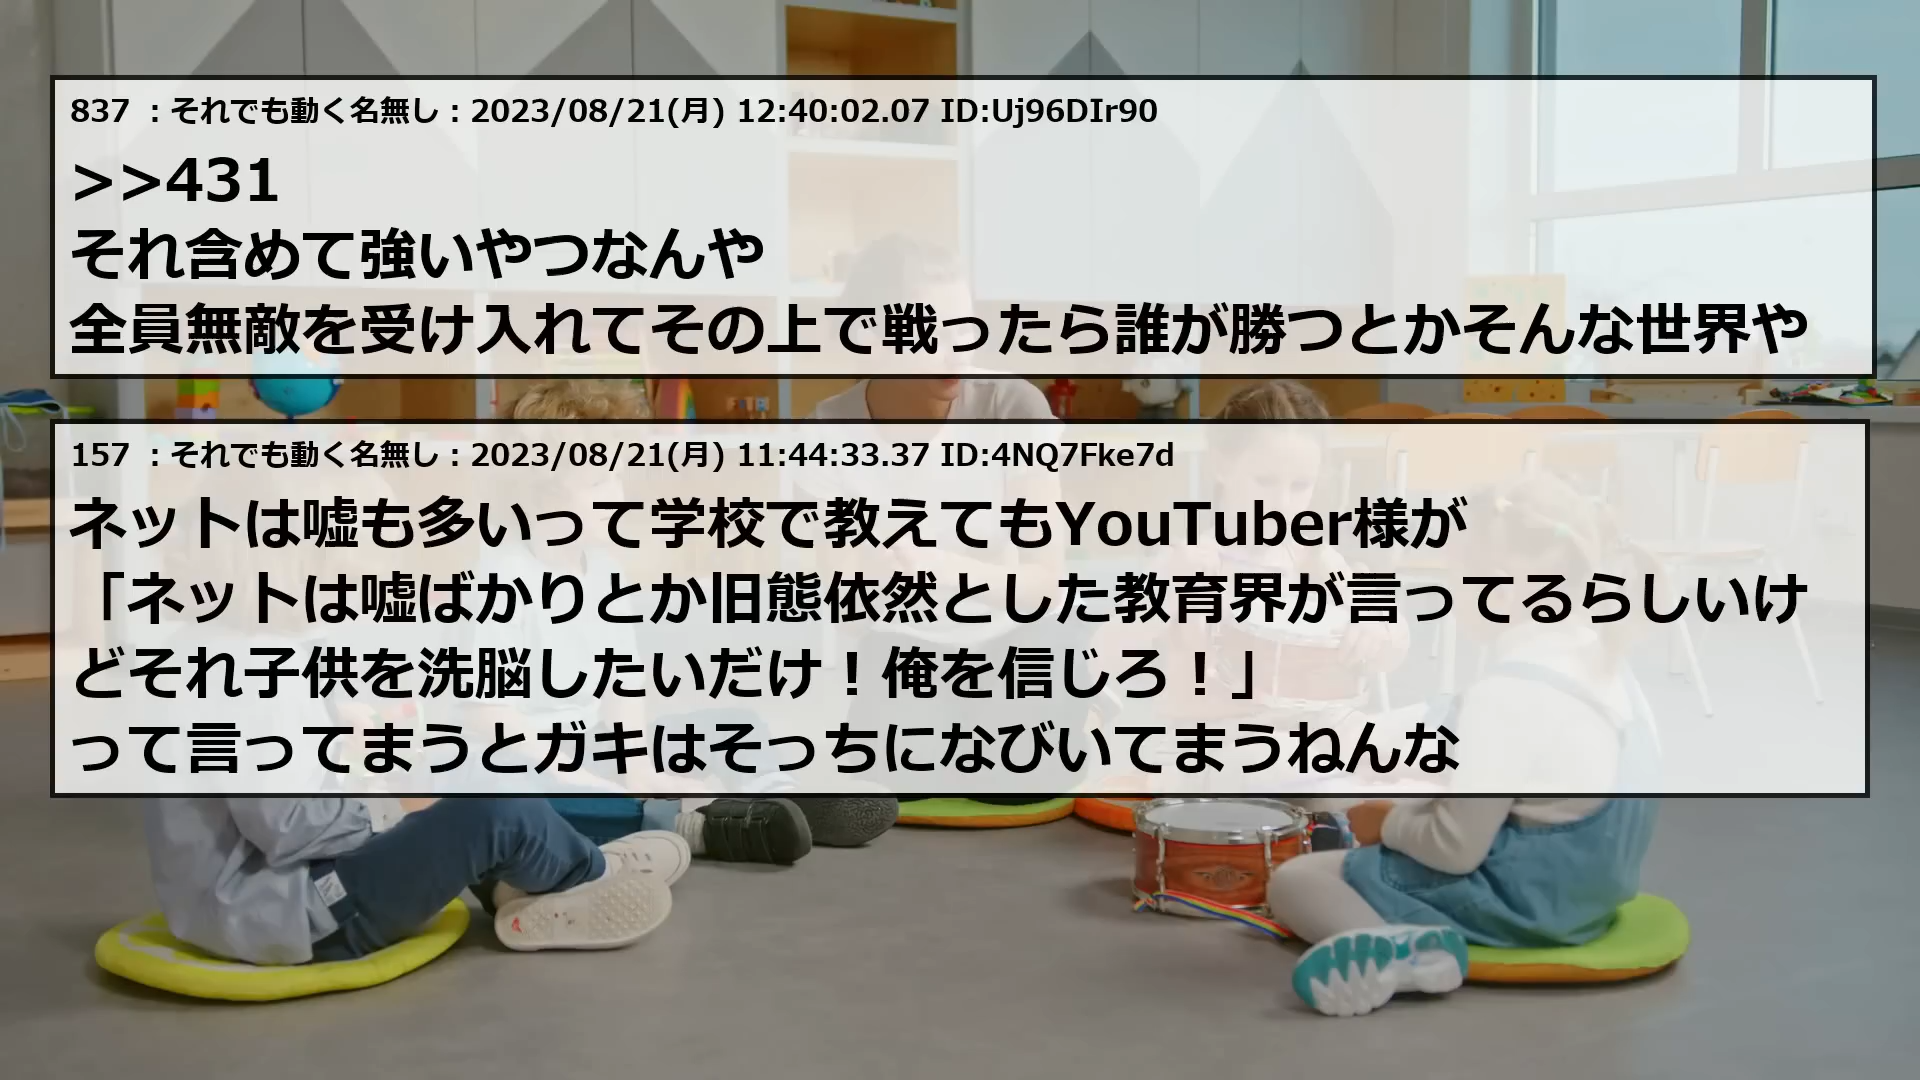 837 ：それでも動く名無し：2023/08/21(月) 12:40:02.07 ID:Uj96DIr90
>>431
それ含めて強いやつなんや
全員無敵を受け入れてその上で戦ったら誰が勝つとかそんな世界や
157 ：それでも動く名無し：2023/08/21(月) 11:44:33.37 ID:4NQ7Fke7d
ネットは嘘も多いって学校で教えてもYouTuber様が
「ネットは嘘ばかりとか旧態依然とした教育界が言ってるらしいけ
どそれ子供を洗脳したいだけ！俺を信じろ！」
って言ってまうとガキはそっちになびいてまうねんな